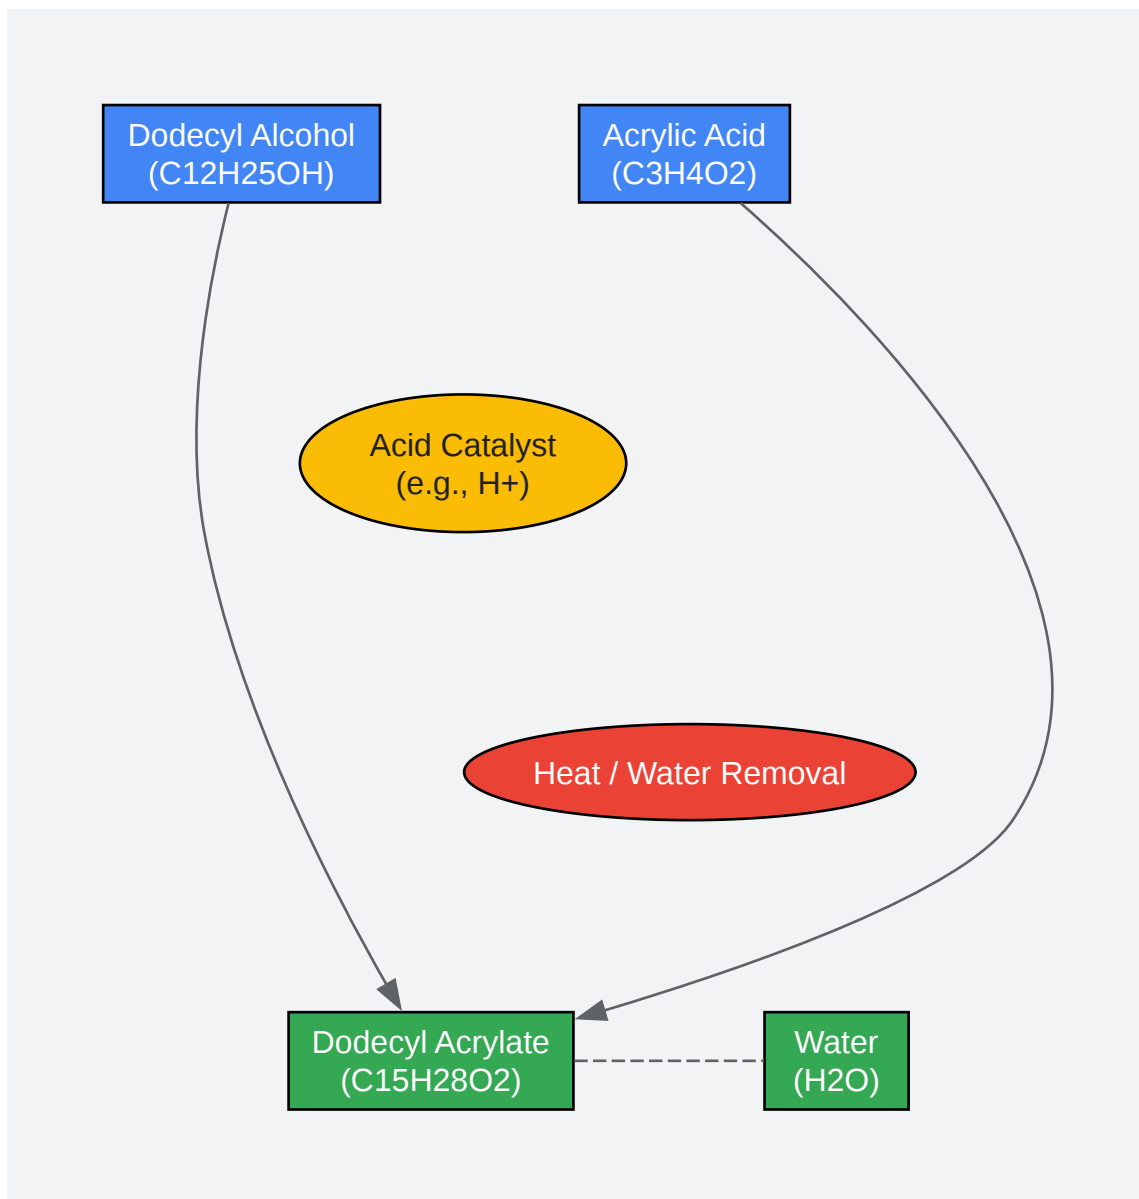 Dodecyl Alcohol
(C12H25OH)
Acrylic Acid
(C3H4O2)
Acid Catalyst
(e.g., H+)
Heat / Water Removal
Dodecyl Acrylate
(C15H28O2)
Water
(H2O)